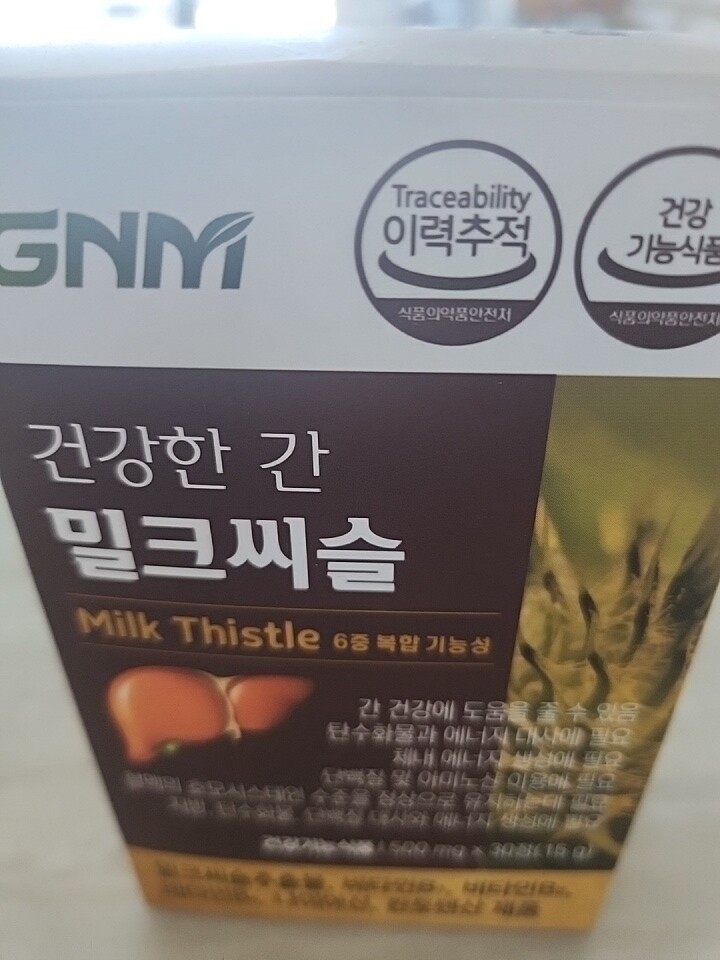 GNM
Traceability
이력추적
식품의약품안전처
건강
기능식품
식품의약품안전처
건강한 간
밀크씨슬
Milk Thistle 6중 복합 기능성
간 건강에 도움을 줄 수 있음
탄수화물과 에너지 대사에 필요
체내 에너지 생성에 필요
단백질 및 아미노산 이용에 필요
혈액의 호모시스테인 수준을 정상으로 유지하는데 필요
지방, 탄수화물, 단백질 대사와 에너지 생성에 필요
건강기능식품 | 500 mg x 30정(15 g)
밀크씨슬추출물, 비타민B₁, 비타민B₂,
나이아신, 판토텐산 제품